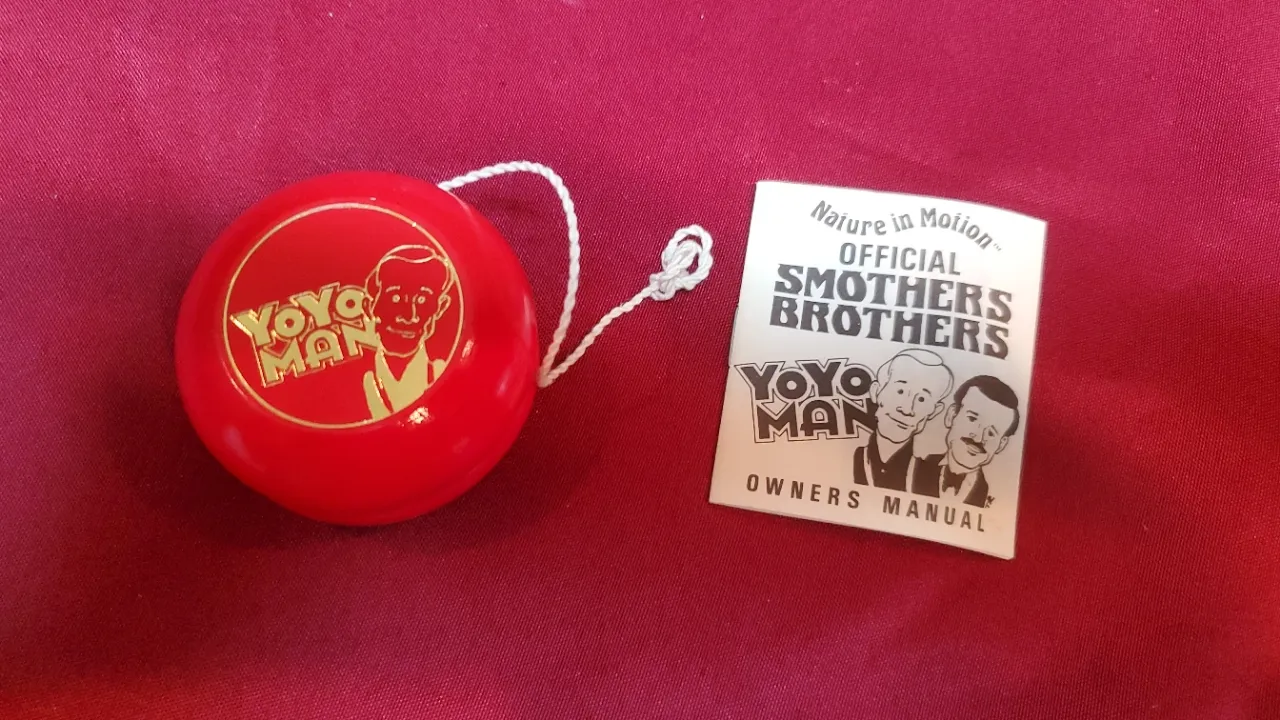 YoYo
MAN
Nature in Motion™
OFFICIAL
SMOTHERS
BROTHERS
YoYo
MAN
OWNERS MANUAL